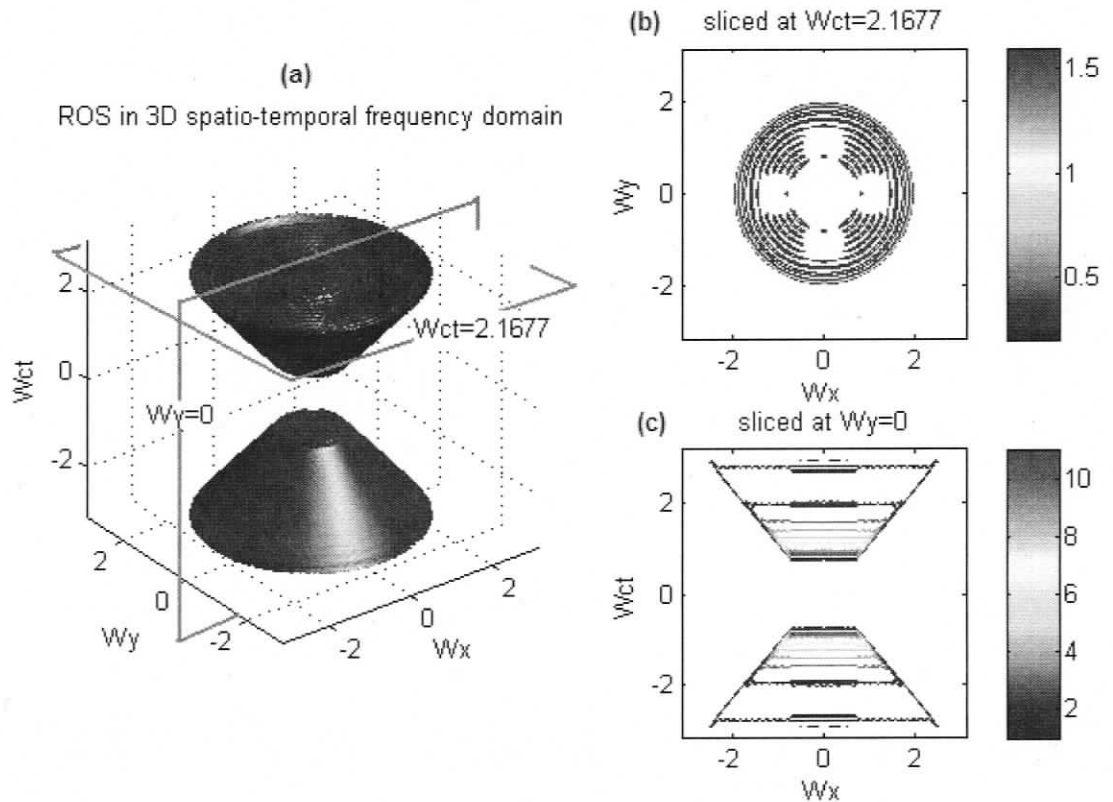 (a)
ROS in 3D spatio-temporal frequency domain
2
0
-2
Wct
Wct=2.1677
Wy=0
2
0
-2
Wy
-2
0
2
Wx
(b)
sliced at Wct=2.1677
2
0
-2
Wy
-2
0
2
Wx
1.5
1
0.5
(c)
sliced at Wy=0
2
0
-2
Wct
-2
0
2
Wx
10
8
6
4
2